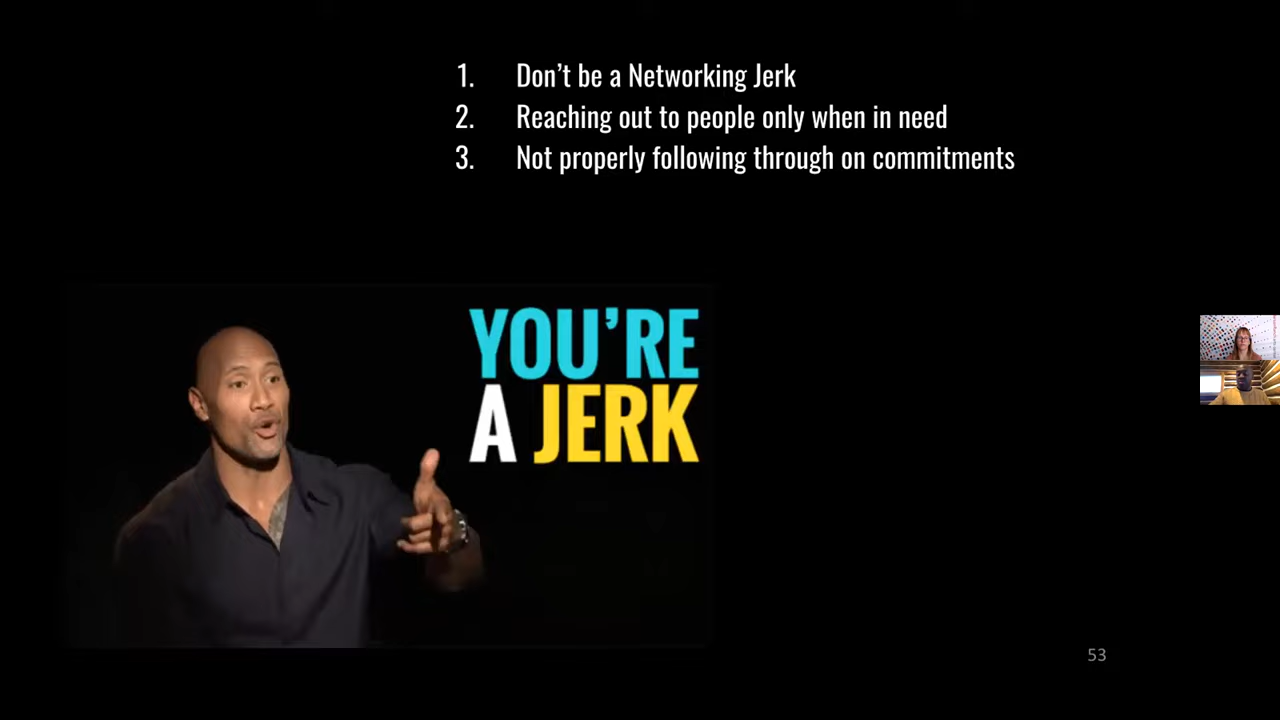 1. Don't be a Networking Jerk
2. Reaching out to people only when in need
3. Not properly following through on commitments
YOU'RE
A JERK
53